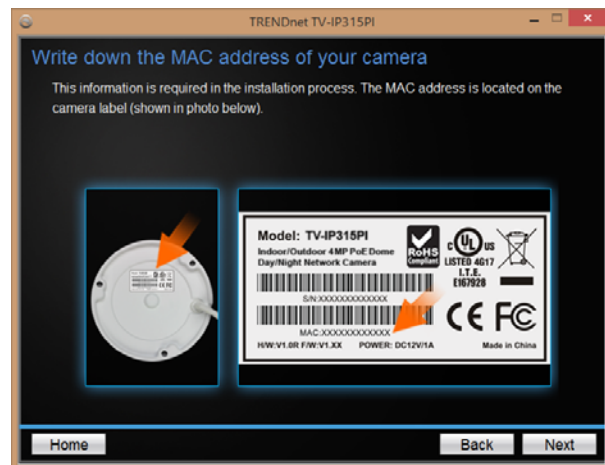 TRENDnet TV-IP315PI
Write down the MAC address of your camera
This information is required in the installation process. The MAC address is located on the
camera label (shown in photo below).
Model: TV-IP315PI
Indoor/Outdoor 4MP PoE Dome
Day/Night Network Camera
RoHS
Compliant
C UL US
LISTED 4G17
I.T.E.
E167928
S/N:XXXXXXXXXXXXX
MAC:XXXXXXXXXXXX
CE FC
H/W:V1.0R F/W:V1.XX POWER: DC12V/1A Made in China
Home Back Next